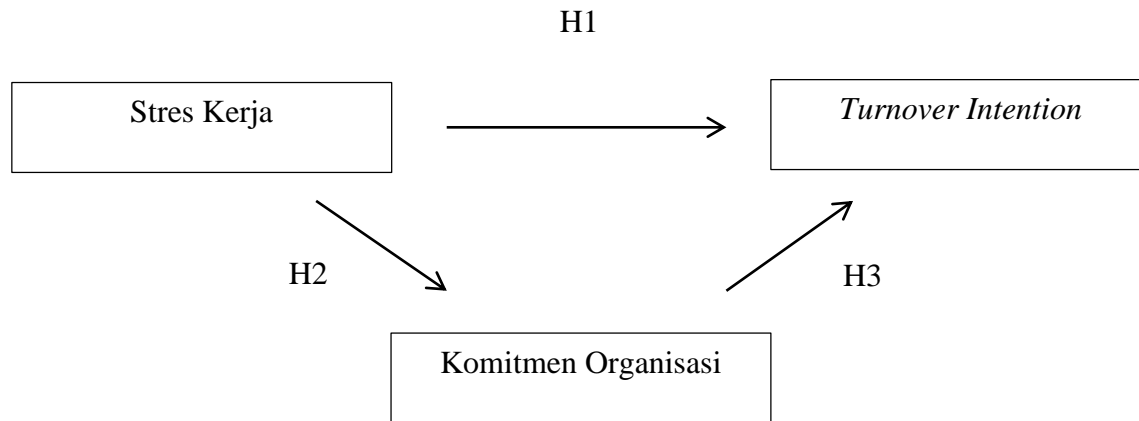 H1
Stres Kerja
Turnover Intention
H2
H3
Komitmen Organisasi